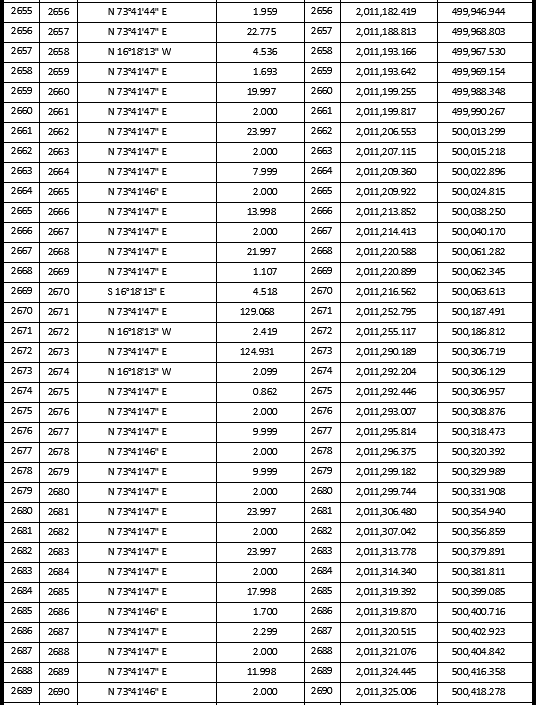 2655 2656 N 73°41'44" E 1.959 2656 2,011,182.419 499,946.944
2656 2657 N 73°41'47" E 22.775 2657 2,011,188.813 499,968.803
2657 2658 N 16°18'13" W 4.536 2658 2,011,193.166 499,967.530
2658 2659 N 73°41'47" E 1.693 2659 2,011,193.642 499,969.154
2659 2660 N 73°41'47" E 19.997 2660 2,011,199.255 499,988.348
2660 2661 N 73°41'47" E 2.000 2661 2,011,199.817 499,990.267
2661 2662 N 73°41'47" E 23.997 2662 2,011,206.553 500,013.299
2662 2663 N 73°41'47" E 2.000 2663 2,011,207.115 500,015.218
2663 2664 N 73°41'47" E 7.999 2664 2,011,209.360 500,022.896
2664 2665 N 73°41'46" E 2.000 2665 2,011,209.922 500,024.815
2665 2666 N 73°41'47" E 13.998 2666 2,011,213.852 500,038.250
2666 2667 N 73°41'47" E 2.000 2667 2,011,214.413 500,040.170
2667 2668 N 73°41'47" E 21.997 2668 2,011,220.588 500,061.282
2668 2669 N 73°41'47" E 1.107 2669 2,011,220.899 500,062.345
2669 2670 S 16°18'13" E 4.518 2670 2,011,216.562 500,063.613
2670 2671 N 73°41'47" E 129.068 2671 2,011,252.795 500,187.491
2671 2672 N 16°18'13" W 2.419 2672 2,011,255.117 500,186.812
2672 2673 N 73°41'47" E 124.931 2673 2,011,290.189 500,306.719
2673 2674 N 16°18'13" W 2.099 2674 2,011,292.204 500,306.129
2674 2675 N 73°41'47" E 0.862 2675 2,011,292.446 500,306.957
2675 2676 N 73°41'47" E 2.000 2676 2,011,293.007 500,308.876
2676 2677 N 73°41'47" E 9.999 2677 2,011,295.814 500,318.473
2677 2678 N 73°41'46" E 2.000 2678 2,011,296.375 500,320.392
2678 2679 N 73°41'47" E 9.999 2679 2,011,299.182 500,329.989
2679 2680 N 73°41'47" E 2.000 2680 2,011,299.744 500,331.908
2680 2681 N 73°41'47" E 23.997 2681 2,011,306.480 500,354.940
2681 2682 N 73°41'47" E 2.000 2682 2,011,307.042 500,356.859
2682 2683 N 73°41'47" E 23.997 2683 2,011,313.778 500,379.891
2683 2684 N 73°41'47" E 2.000 2684 2,011,314.340 500,381.811
2684 2685 N 73°41'47" E 17.998 2685 2,011,319.392 500,399.085
2685 2686 N 73°41'46" E 1.700 2686 2,011,319.870 500,400.716
2686 2687 N 73°41'47" E 2.299 2687 2,011,320.515 500,402.923
2687 2688 N 73°41'47" E 2.000 2688 2,011,321.076 500,404.842
2688 2689 N 73°41'47" E 11.998 2689 2,011,324.445 500,416.358
2689 2690 N 73°41'46" E 2.000 2690 2,011,325.006 500,418.278